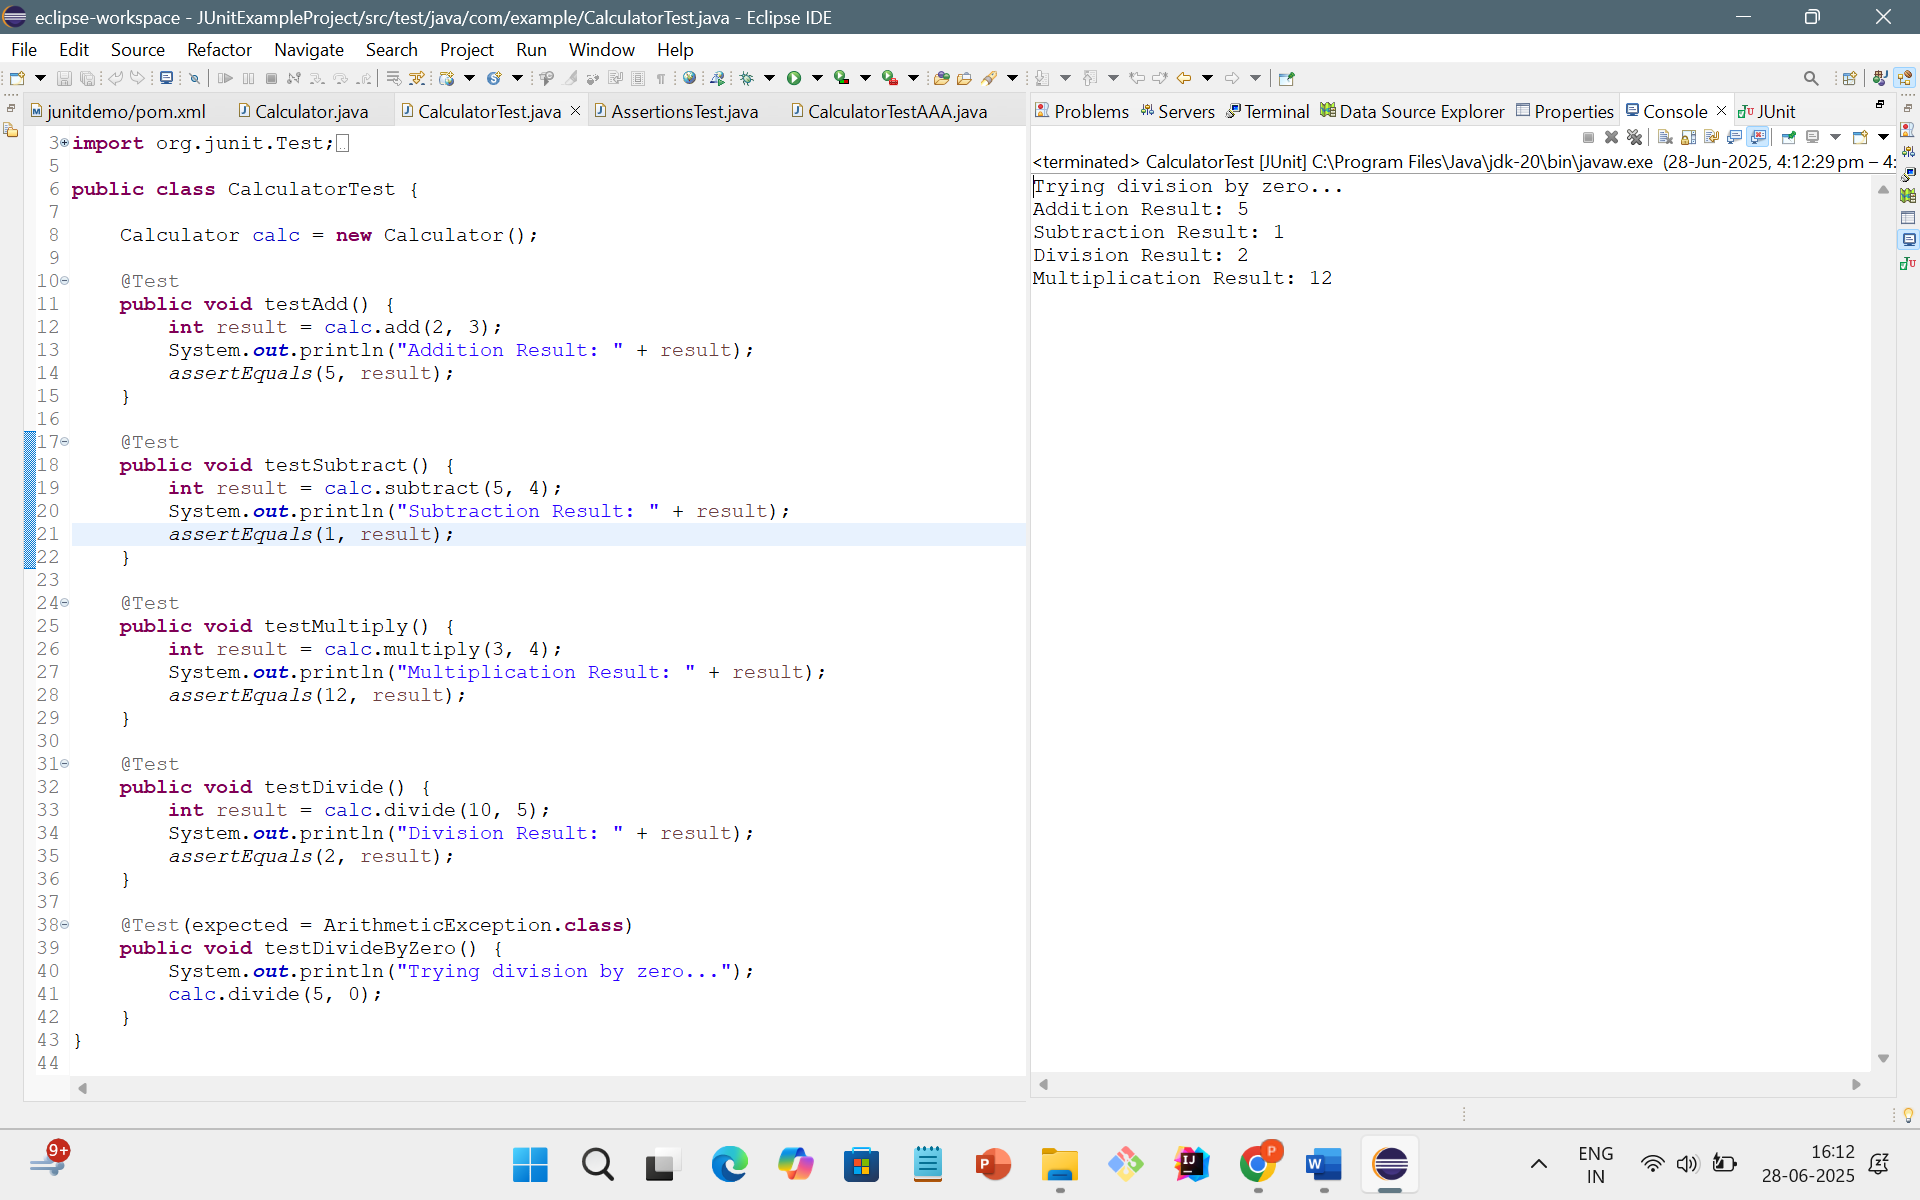 eclipse-workspace - JUnitExampleProject/src/test/java/com/example/CalculatorTest.java - Eclipse IDE
File Edit Source Refactor Navigate Search Project Run Window Help
junitdemo/pom.xml Calculator.java CalculatorTest.java AssertionsTest.java CalculatorTestAAA.java
3 import org.junit.Test;
5
6 public class CalculatorTest {
7
8     Calculator calc = new Calculator();
9
10     @Test
11     public void testAdd() {
12         int result = calc.add(2, 3);
13         System.out.println("Addition Result: " + result);
14         assertEquals(5, result);
15     }
16
17     @Test
18     public void testSubtract() {
19         int result = calc.subtract(5, 4);
20         System.out.println("Subtraction Result: " + result);
21         assertEquals(1, result);
22     }
23
24     @Test
25     public void testMultiply() {
26         int result = calc.multiply(3, 4);
27         System.out.println("Multiplication Result: " + result);
28         assertEquals(12, result);
29     }
30
31     @Test
32     public void testDivide() {
33         int result = calc.divide(10, 5);
34         System.out.println("Division Result: " + result);
35         assertEquals(2, result);
36     }
37
38     @Test(expected = ArithmeticException.class)
39     public void testDivideByZero() {
40         System.out.println("Trying division by zero...");
41         calc.divide(5, 0);
42     }
43 }
44
Problems Servers Terminal Data Source Explorer Properties Console JUnit
<terminated> CalculatorTest [JUnit] C:\Program Files\Java\jdk-20\bin\javaw.exe (28-Jun-2025, 4:12:29 pm – 4:
Trying division by zero...
Addition Result: 5
Subtraction Result: 1
Division Result: 2
Multiplication Result: 12
9+
ENG
IN
16:12
28-06-2025